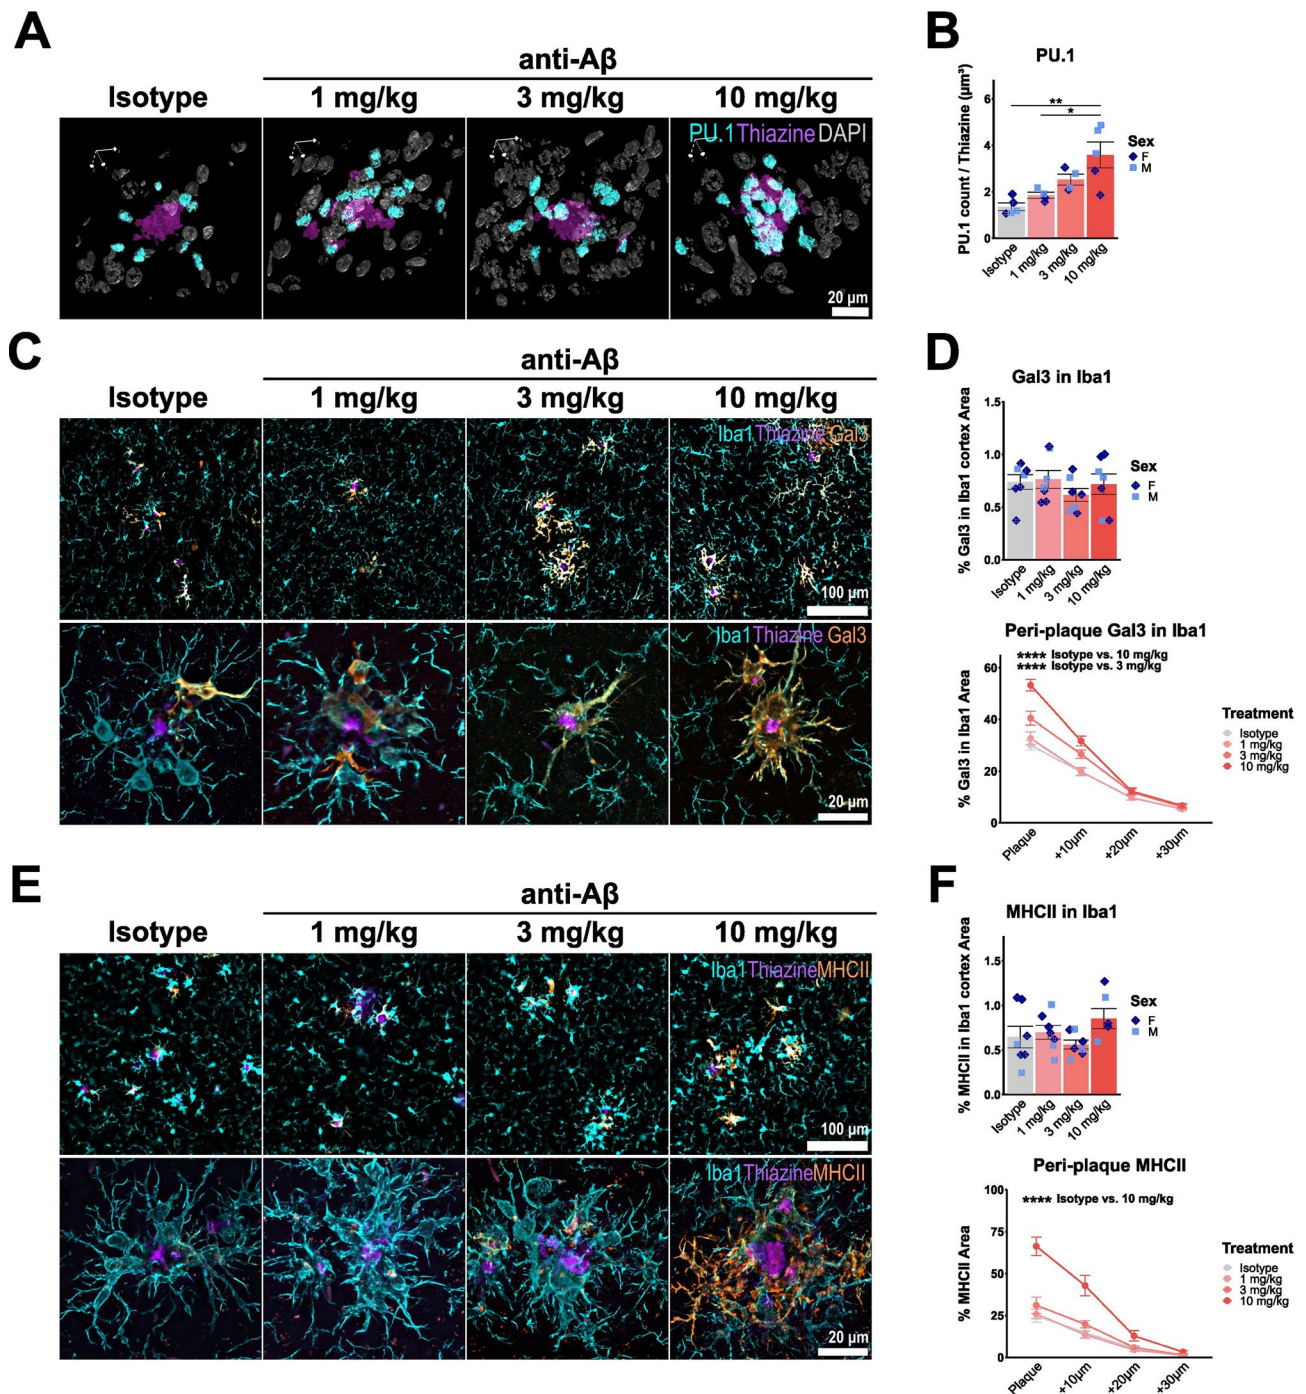 A
anti-Aβ
Isotype
1 mg/kg
3 mg/kg
10 mg/kg
PU.1 Thiazine DAPI
20 µm
B
PU.1
PU.1 count / Thiazine (µm³)
6
4
2
0
**
*
Isotype
1 mg/kg
3 mg/kg
10 mg/kg
Sex
F
M
C
anti-Aβ
Isotype
1 mg/kg
3 mg/kg
10 mg/kg
Iba1 Thiazine Gal3
100 µm
Iba1 Thiazine Gal3
20 µm
D
Gal3 in Iba1
% Gal3 in Iba1 cortex Area
1.5
1.0
0.5
0.0
Isotype
1 mg/kg
3 mg/kg
10 mg/kg
Sex
F
M
Peri-plaque Gal3 in Iba1
**** Isotype vs. 10 mg/kg
**** Isotype vs. 3 mg/kg
% Gal3 in Iba1 Area
60
40
20
0
Plaque
+10µm
+20µm
+30µm
Treatment
Isotype
1 mg/kg
3 mg/kg
10 mg/kg
E
anti-Aβ
Isotype
1 mg/kg
3 mg/kg
10 mg/kg
Iba1 Thiazine MHCII
100 µm
Iba1 Thiazine MHCII
20 µm
F
MHCII in Iba1
% MHCII in Iba1 cortex Area
1.5
1.0
0.5
0.0
Isotype
1 mg/kg
3 mg/kg
10 mg/kg
Sex
F
M
Peri-plaque MHCII
**** Isotype vs. 10 mg/kg
% MHCII Area
100
75
50
25
0
Plaque
+10µm
+20µm
+30µm
Treatment
Isotype
1 mg/kg
3 mg/kg
10 mg/kg